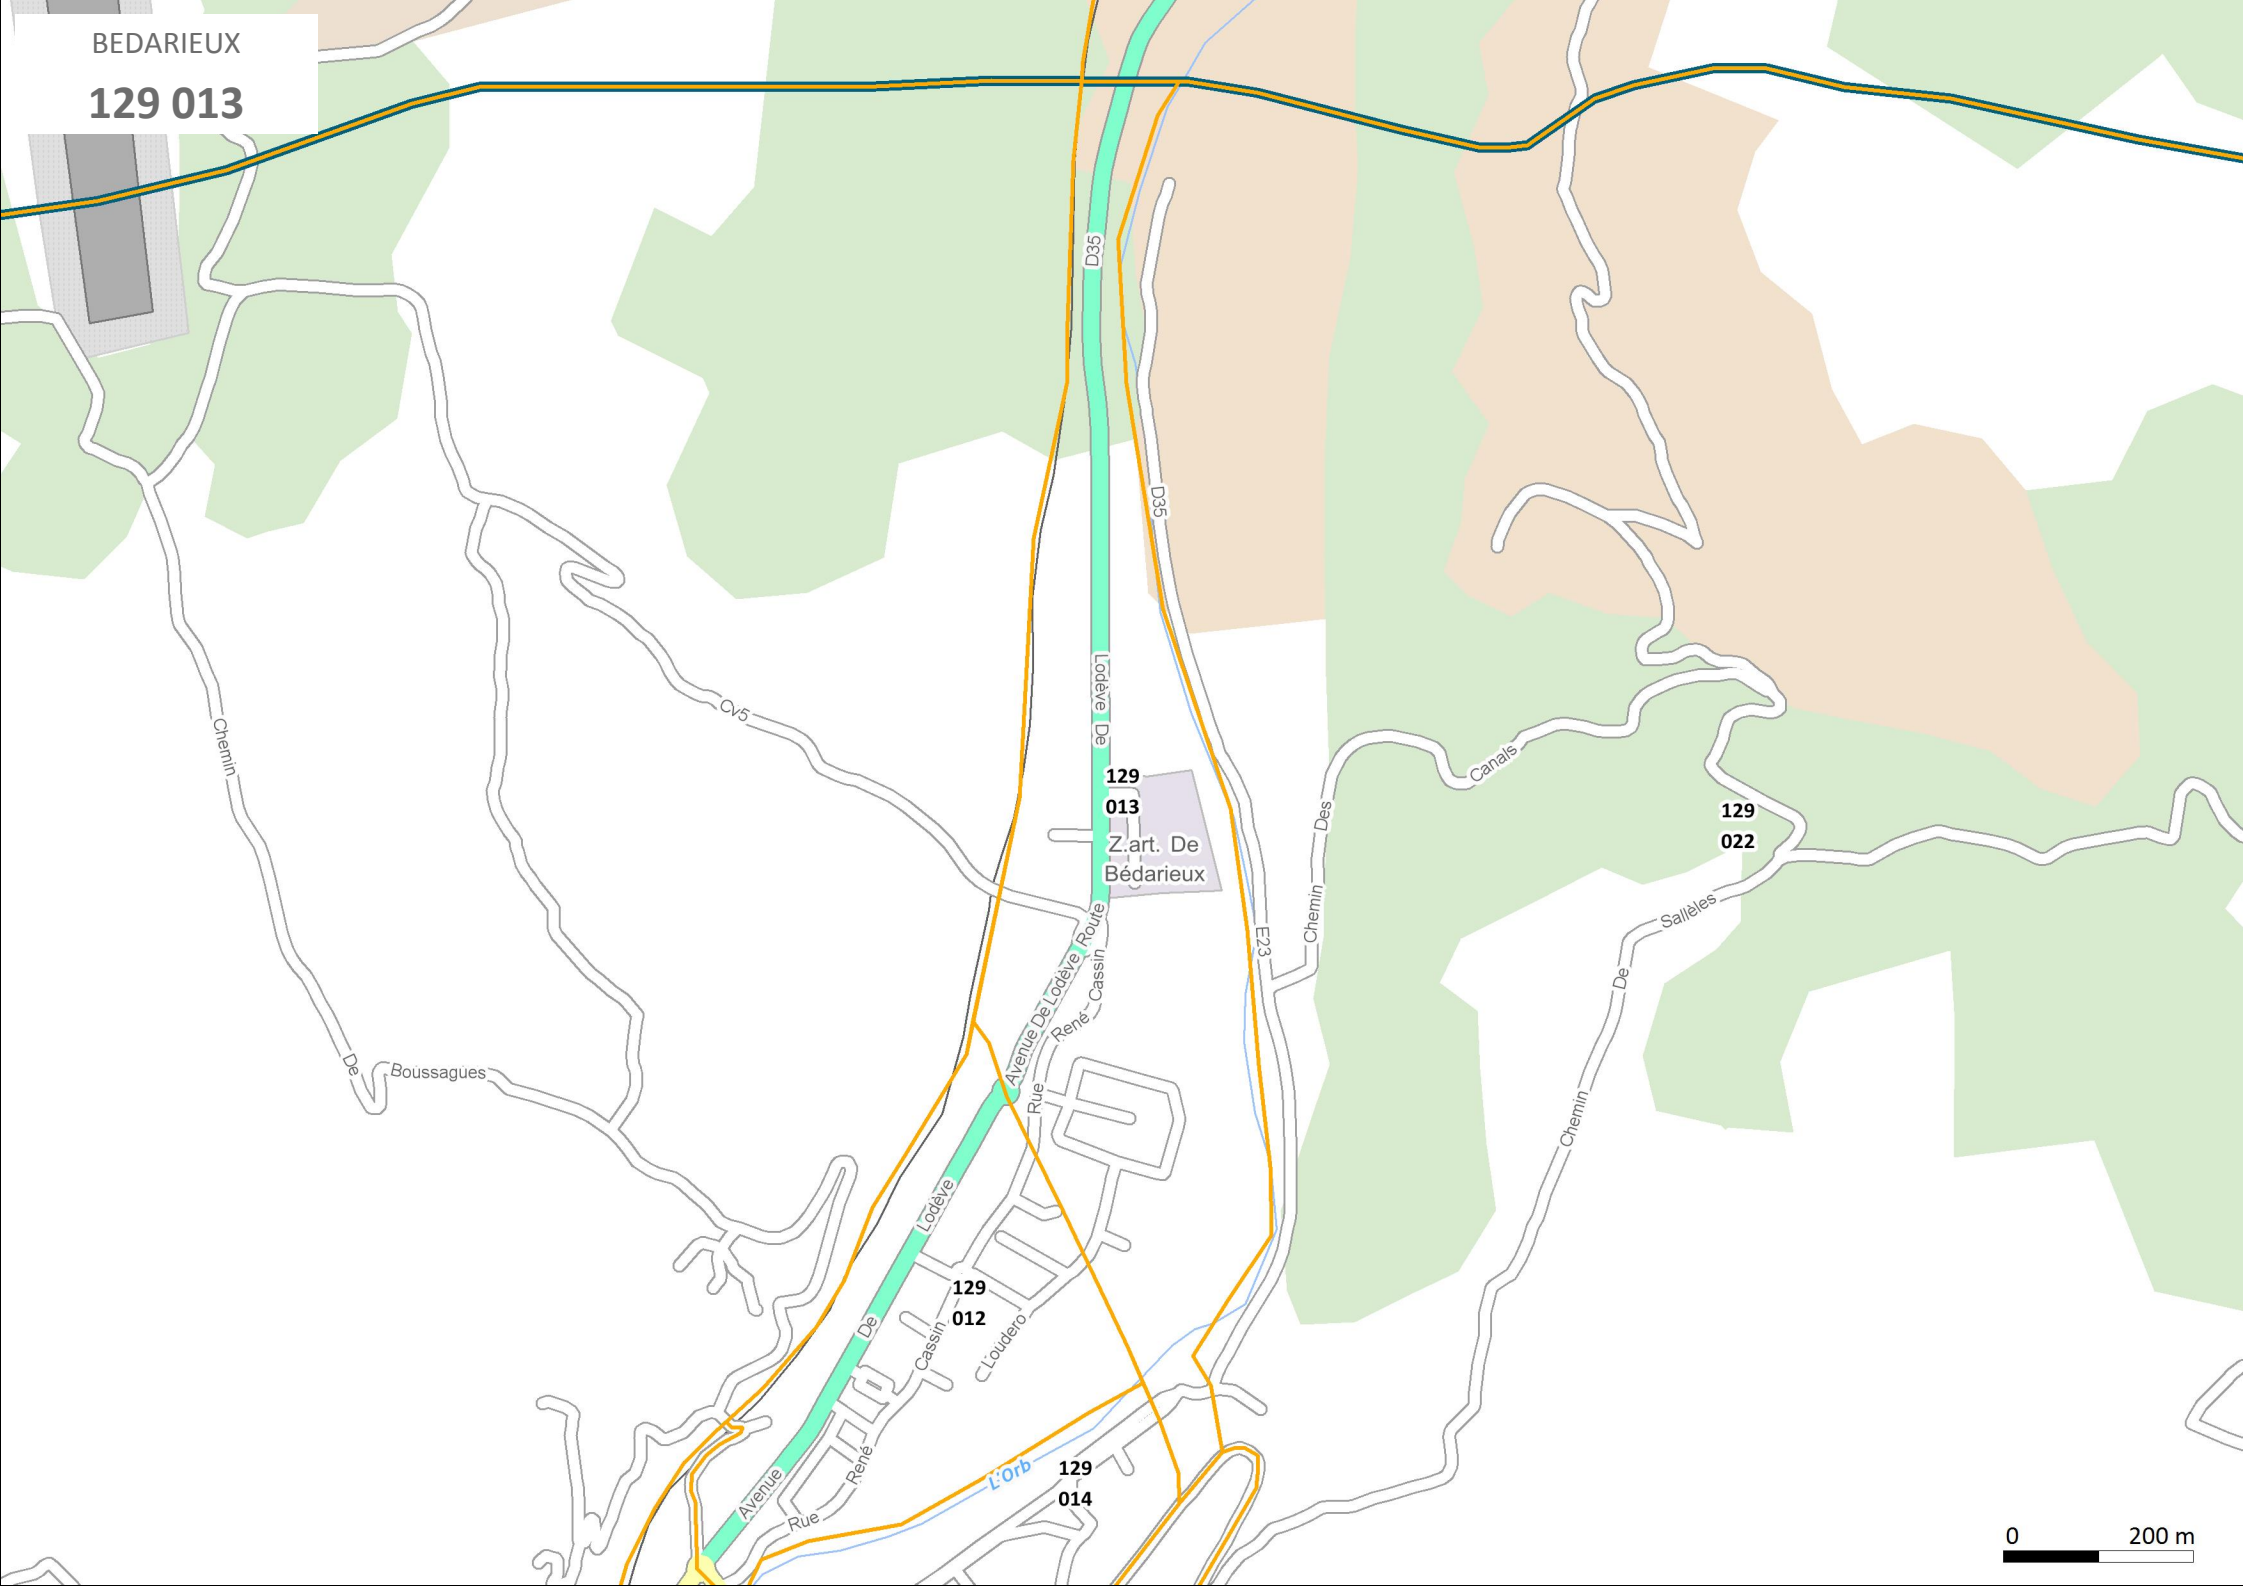 BEDARIEUX
129 013
D35
D35
Lodève De
Cv5
Chemin
129
013
Z.art. De
Bédarieux
Canals
Des
Chemin
129
022
Sallèles
De
Chemin
Route
Avenue De Lodève
Cassin
René
Rue
E23
De
Boussagues
Lodève
De
Avenue
129
012
Cassin
Loudero
René
Rue
L'Orb
129
014
0 200 m